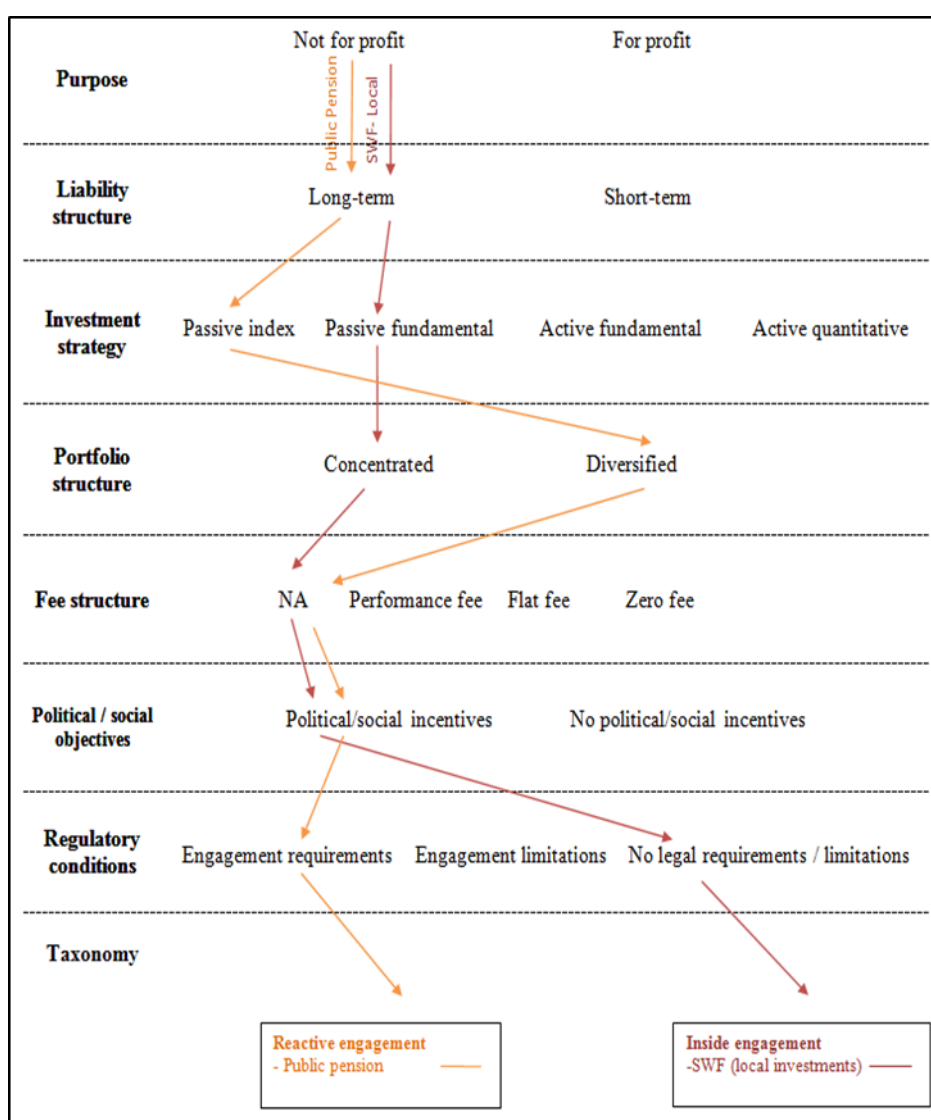 Not for profit For profit
Purpose
Public Pension
SWF- Local
Liability
structure
Long-term Short-term
Investment
strategy
Passive index Passive fundamental Active fundamental Active quantitative
Portfolio
structure
Concentrated Diversified
Fee structure NA Performance fee Flat fee Zero fee
Political / social
objectives
Political/social incentives No political/social incentives
Regulatory
conditions
Engagement requirements Engagement limitations No legal requirements / limitations
Taxonomy
Reactive engagement
- Public pension
Inside engagement
-SWF (local investments)